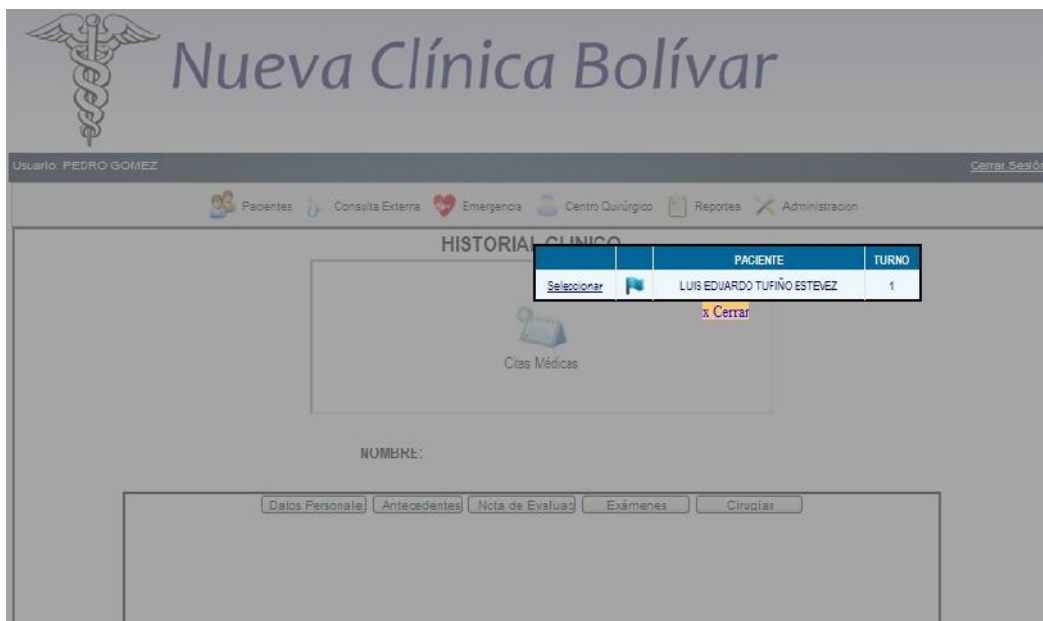 Nueva Clínica Bolívar
Usuario: PEDRO GOMEZ
Cerrar Sesión
Pacientes Consulta Externa Emergencia Centro Quirúrgico Reportes Administracion
HISTORIAL CLINICO
PACIENTE TURNO
Seleccionar LUIS EDUARDO TUFIÑO ESTEVEZ 1
x Cerrar
Citas Médicas
NOMBRE:
Datos Personale Antecedentes Nota de Evaluac Exámenes Cirugías